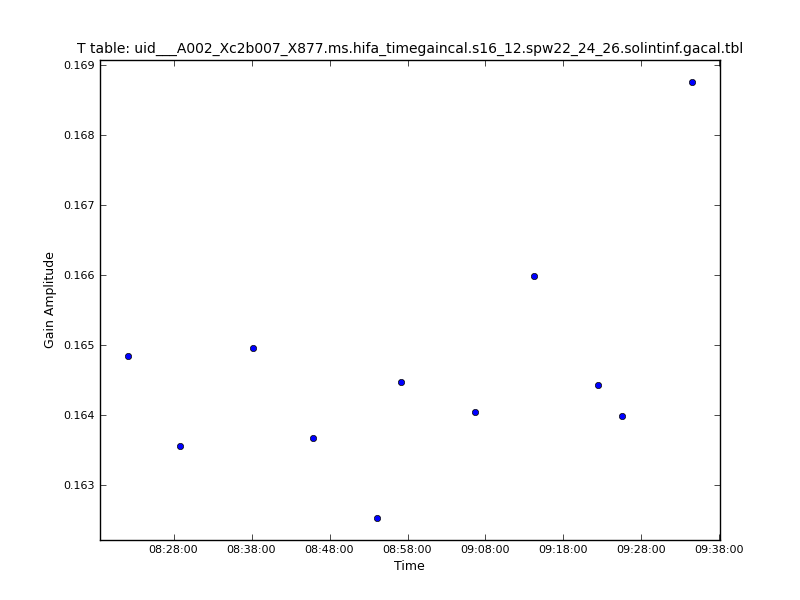 T table: uid___A002_Xc2b007_X877.ms.hifa_timegaincal.s16_12.spw22_24_26.solintinf.gacal.tbl
0.169
0.168
0.167
0.166
0.165
0.164
0.163
Gain Amplitude
08:28:00 08:38:00 08:48:00 08:58:00 09:08:00 09:18:00 09:28:00 09:38:00
Time